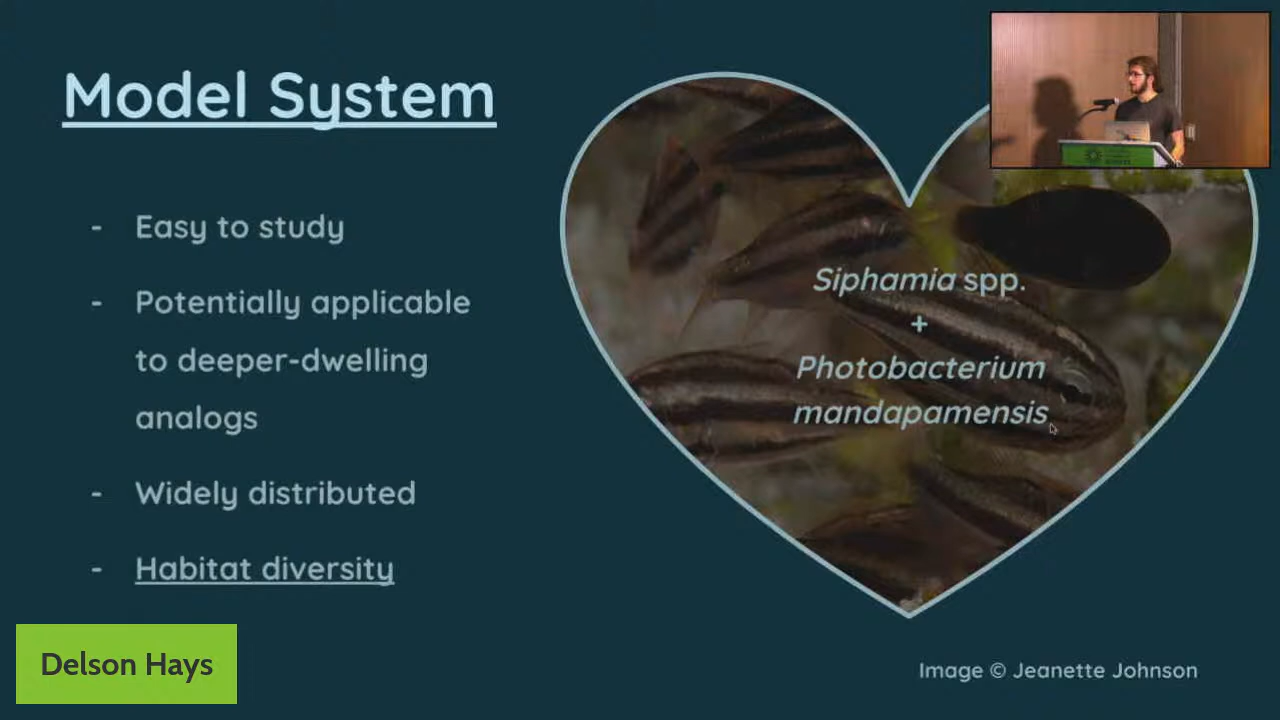 Model System
- Easy to study
- Potentially applicable
to deeper-dwelling
analogs
- Widely distributed
- Habitat diversity
Siphamia spp.
+
Photobacterium
mandapamensis
Delson Hays
Image © Jeanette Johnson